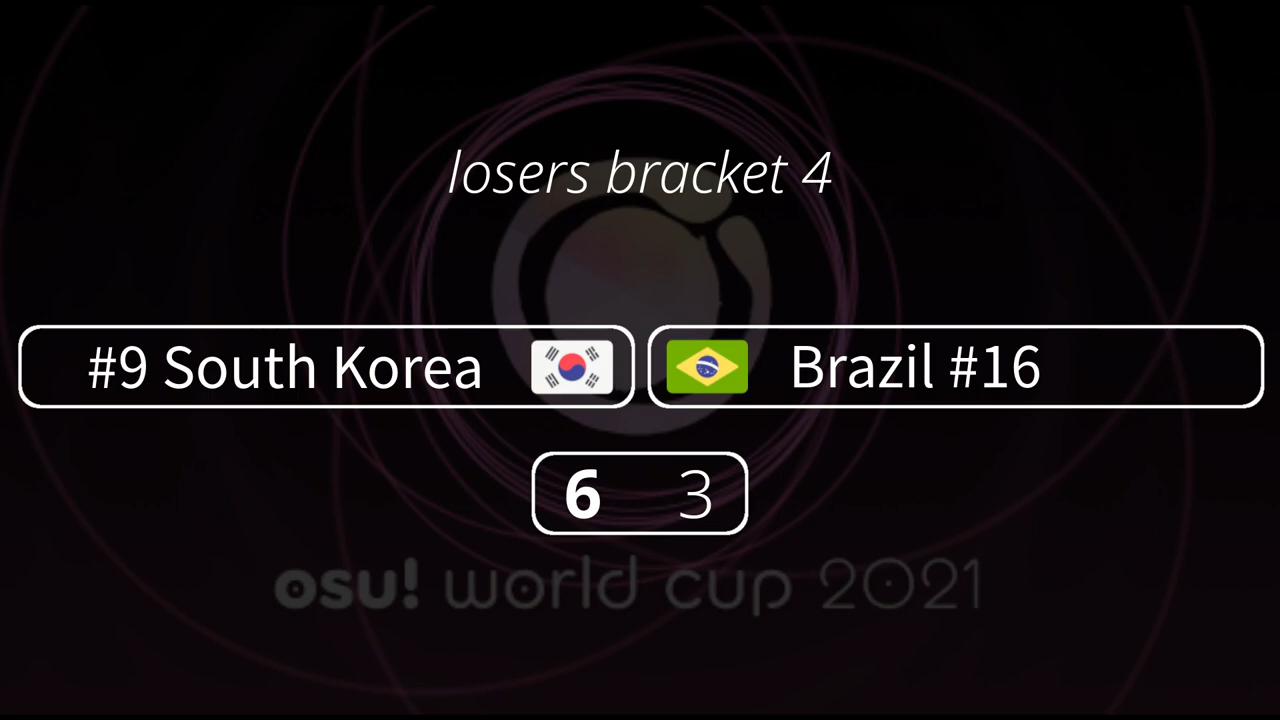 losers bracket 4
#9 South Korea
Brazil #16
6 3
osu! world cup 2021